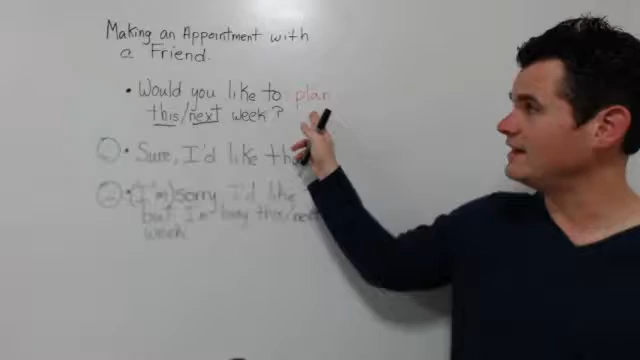 Making an Appointment with
a Friend.
• Would you like to plan
this/next week?
• Sure, I'd like
• (I'm) sorry I'd like
but I'm busy this/next
week